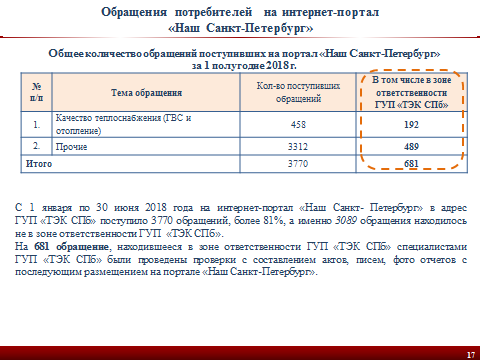 Обращения потребителей на интернет-портал
«Наш Санкт-Петербург»
Общее количество обращений поступивших на портал «Наш Санкт-Петербург»
за 1 полугодие 2018 г.
№ п/п Тема обращения Кол-во поступивших обращений В том числе в зоне ответственности ГУП «ТЭК СПб»
1. Качество теплоснабжения (ГВС и отопление) 458 192
2. Прочие 3312 489
Итого 3770 681
С 1 января по 30 июня 2018 года на интернет-портал «Наш Санкт- Петербург» в адрес
ГУП «ТЭК СПб» поступило 3770 обращений, более 81%, а именно 3089 обращения находилось
не в зоне ответственности ГУП «ТЭК СПб».
На 681 обращение, находившееся в зоне ответственности ГУП «ТЭК СПб» специалистами
ГУП «ТЭК СПб» были проведены проверки с составлением актов, писем, фото отчетов с
последующим размещением на портале «Наш Санкт-Петербург».
17